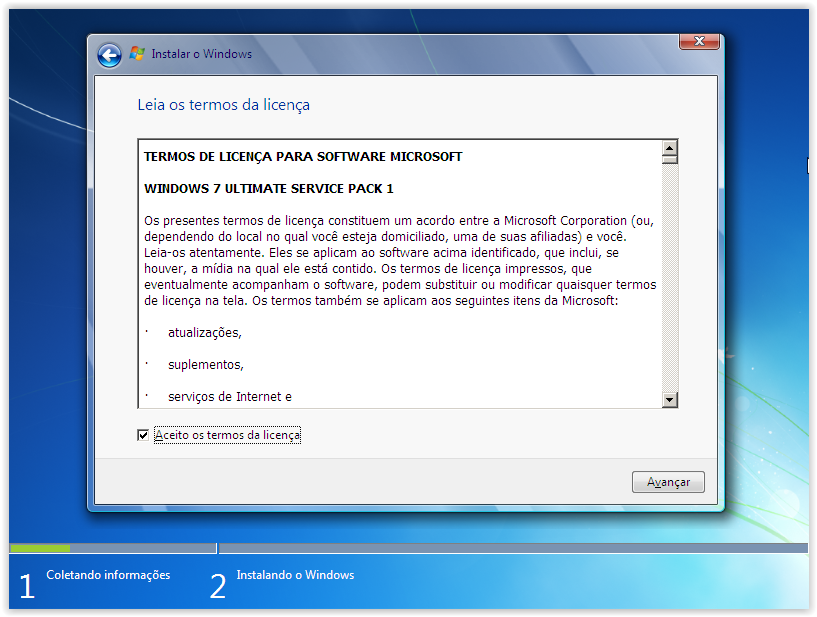 Instalar o Windows
Leia os termos da licença
TERMOS DE LICENÇA PARA SOFTWARE MICROSOFT
WINDOWS 7 ULTIMATE SERVICE PACK 1
Os presentes termos de licença constituem um acordo entre a Microsoft Corporation (ou,
dependendo do local no qual você esteja domiciliado, uma de suas afiliadas) e você.
Leia-os atentamente. Eles se aplicam ao software acima identificado, que inclui, se
houver, a mídia na qual ele está contido. Os termos de licença impressos, que
eventualmente acompanham o software, podem substituir ou modificar quaisquer termos
de licença na tela. Os termos também se aplicam aos seguintes itens da Microsoft:
· atualizações,
· suplementos,
· serviços de Internet e
Aceito os termos da licença
Avançar
1 Coletando informações
2 Instalando o Windows